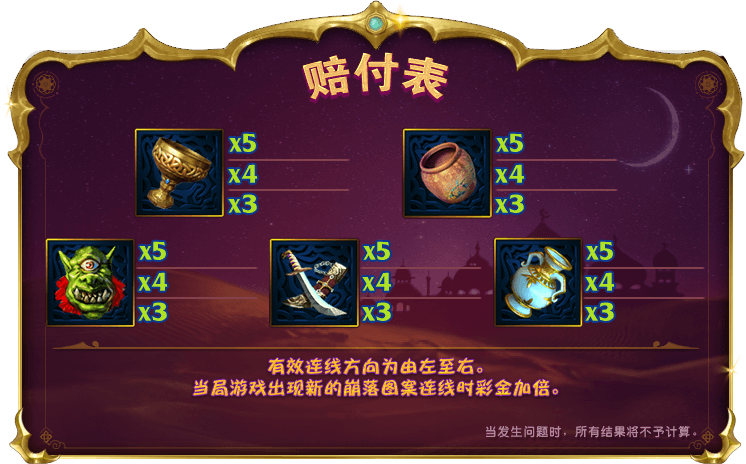 赔付表
x5
x4
x3
x5
x4
x3
x5
x4
x3
x5
x4
x3
x5
x4
x3
有效连线方向为由左至右。
当局游戏出现新的崩落图案连线时彩金加倍。
当发生问题时，所有结果将不予计算。